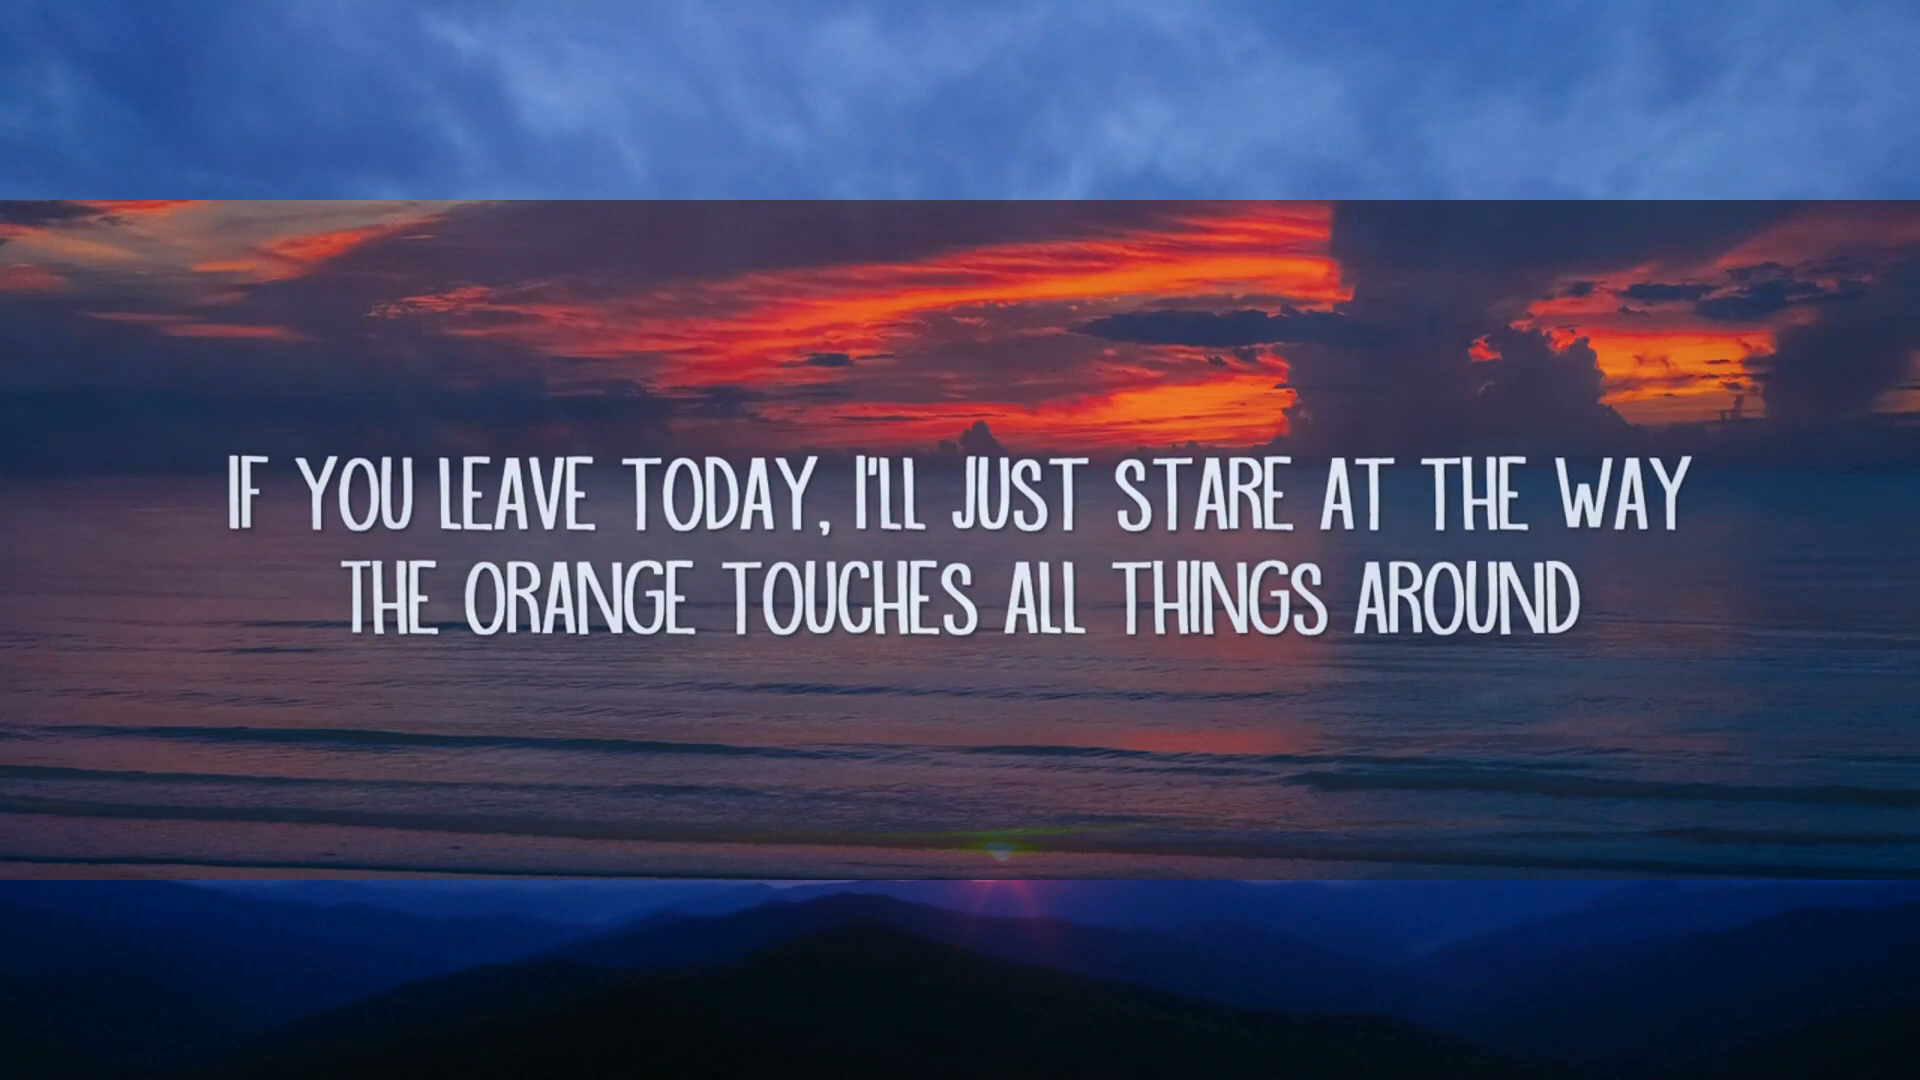 IF YOU LEAVE TODAY, I'LL JUST STARE AT THE WAY
THE ORANGE TOUCHES ALL THINGS AROUND